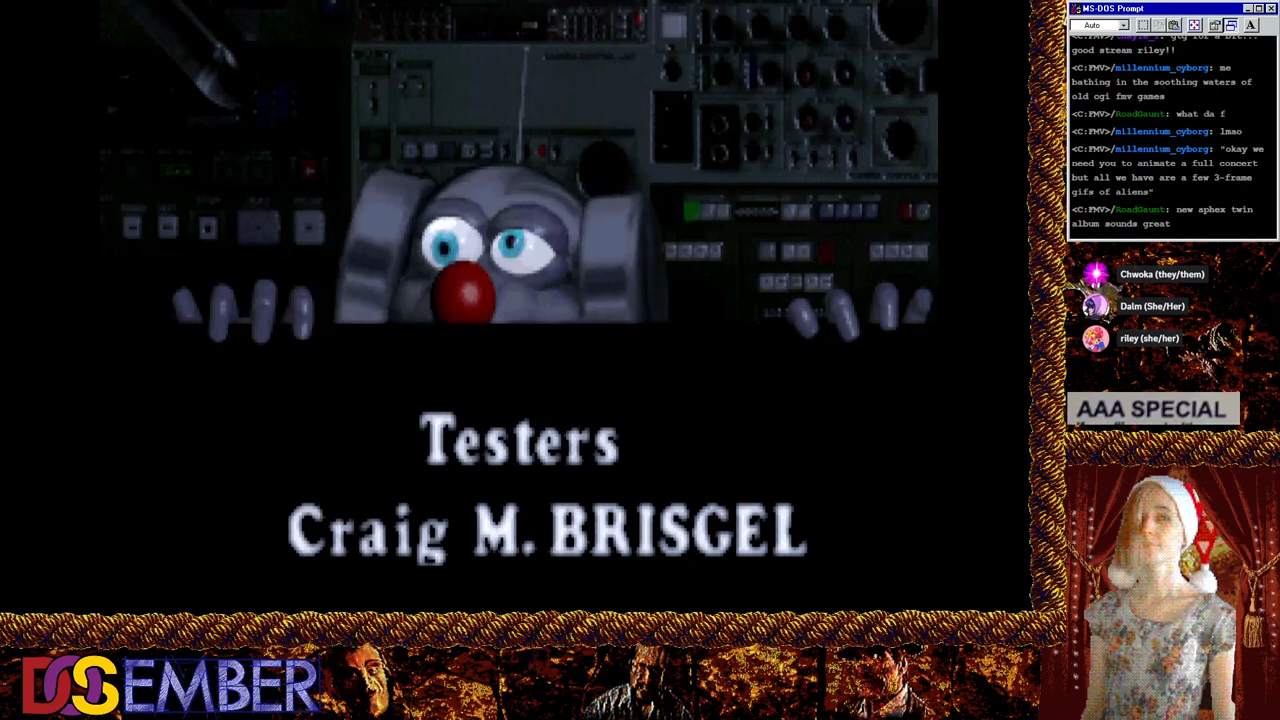 Testers
Craig M. BRISGEL
MS-DOS Prompt
Auto
A
good stream riley!!
<C:FMV>/millennium_cyborg: me
bathing in the soothing waters of
old cgi fmv games
<C:FMV>/RoadGaunt: what da f
<C:FMV>/millennium_cyborg: lmao
<C:FMV>/millennium_cyborg: "okay we
need you to animate a full concert
but all we have are a few 3-frame
gifs of aliens"
<C:FMV>/RoadGaunt: new aphex twin
album sounds great
Chwoka (they/them)
Dalm (She/Her)
riley (she/her)
AAA SPECIAL
DOSEMBER